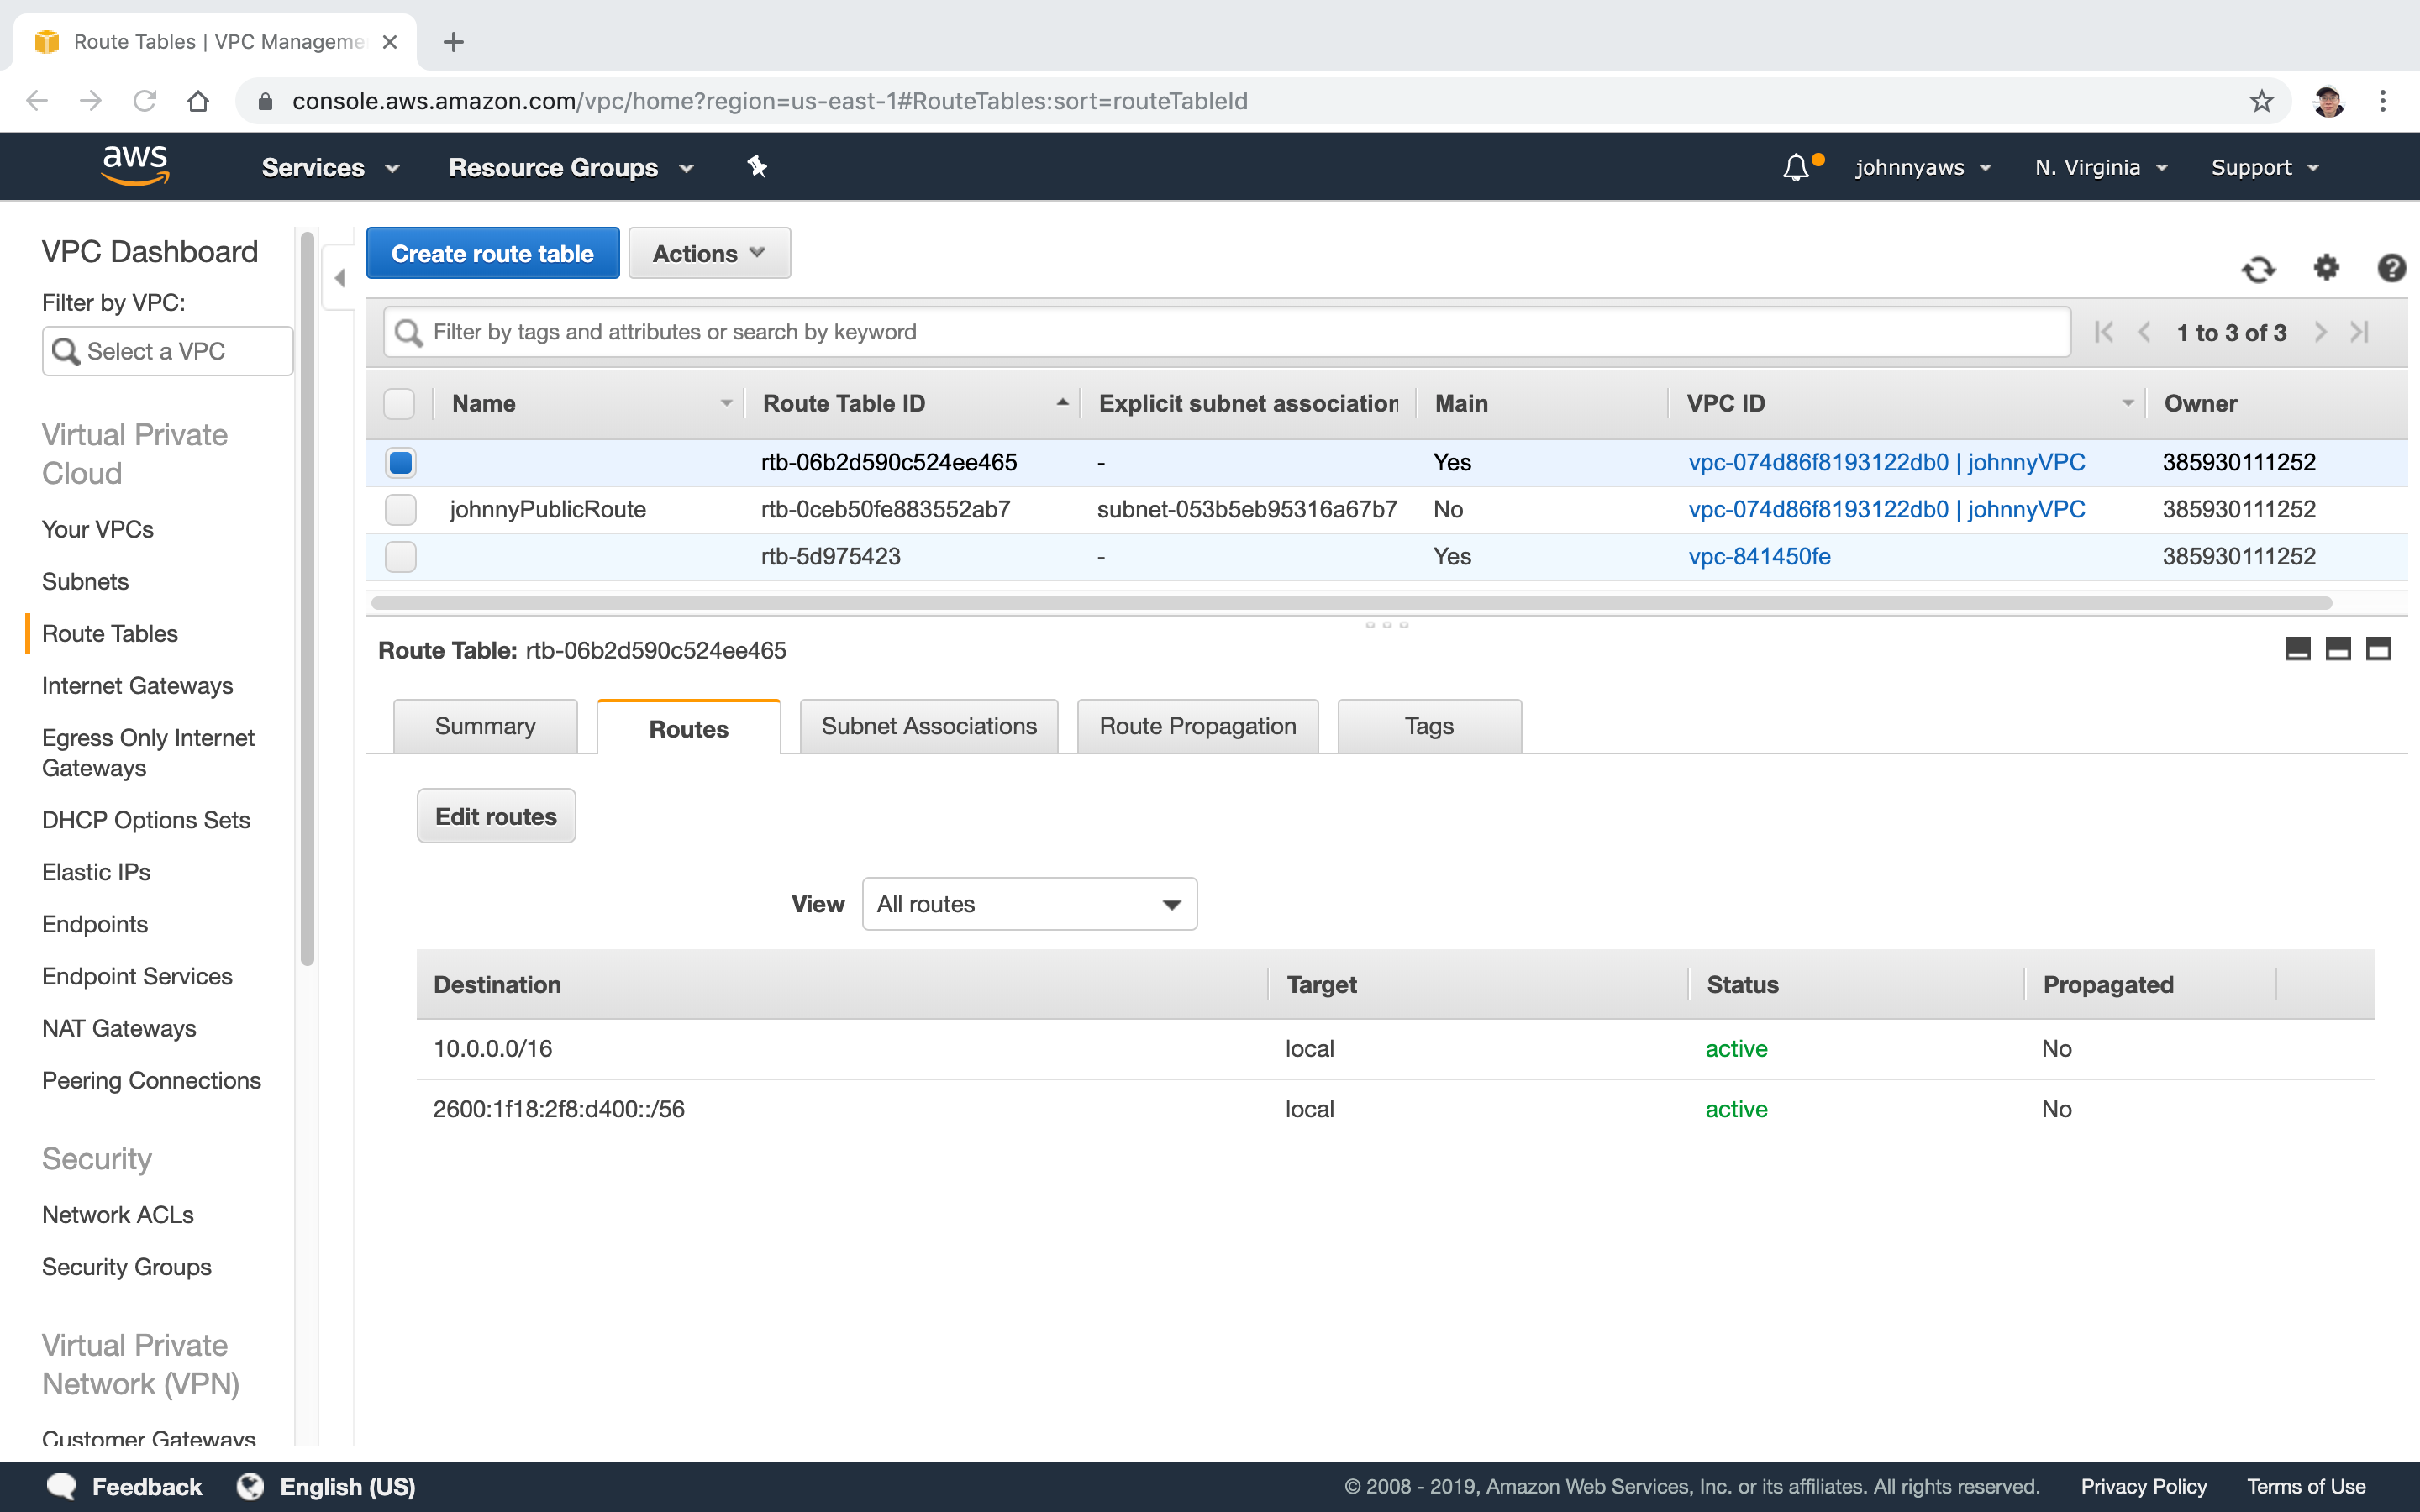 Route Tables | VPC Manageme
console.aws.amazon.com/vpc/home?region=us-east-1#RouteTables:sort=routeTableId
aws Services Resource Groups johnnyaws N. Virginia Support
VPC Dashboard
Filter by VPC:
Select a VPC
Virtual Private
Cloud
Your VPCs
Subnets
Route Tables
Internet Gateways
Egress Only Internet
Gateways
DHCP Options Sets
Elastic IPs
Endpoints
Endpoint Services
NAT Gateways
Peering Connections
Security
Network ACLs
Security Groups
Virtual Private
Network (VPN)
Customer Gateways
Create route table Actions
Filter by tags and attributes or search by keyword 1 to 3 of 3
Name Route Table ID Explicit subnet association Main VPC ID Owner
rtb-06b2d590c524ee465 - Yes vpc-074d86f8193122db0 | johnnyVPC 385930111252
johnnyPublicRoute rtb-0ceb50fe883552ab7 subnet-053b5eb95316a67b7 No vpc-074d86f8193122db0 | johnnyVPC 385930111252
rtb-5d975423 - Yes vpc-841450fe 385930111252
Route Table: rtb-06b2d590c524ee465
Summary Routes Subnet Associations Route Propagation Tags
Edit routes
View All routes
Destination Target Status Propagated
10.0.0.0/16 local active No
2600:1f18:2f8:d400::/56 local active No
Feedback English (US) © 2008 - 2019, Amazon Web Services, Inc. or its affiliates. All rights reserved. Privacy Policy Terms of Use